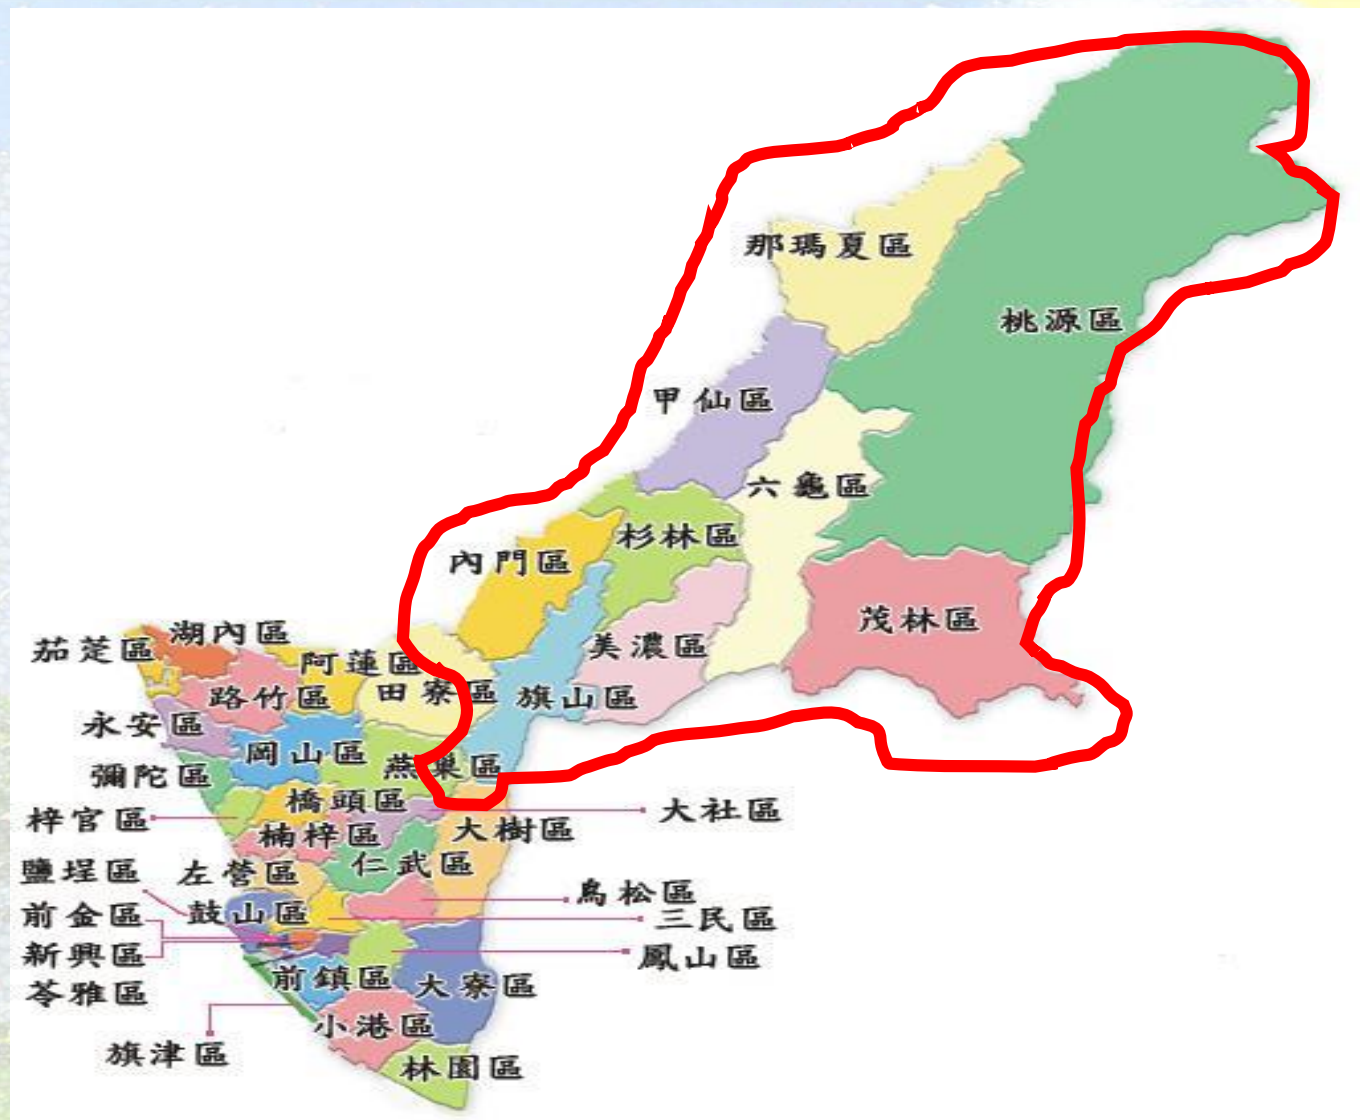 那瑪夏區
桃源區
甲仙區
六龜區
杉林區
內門區
茂林區
美濃區
旗山區
湖內區
茄萣區
阿蓮區
田寮區
路竹區
永安區
岡山區
燕巢區
彌陀區
橋頭區
大社區
梓官區
楠梓區
大樹區
仁武區
鹽埕區
左營區
鳥松區
前金區
鼓山區
三民區
新興區
鳳山區
苓雅區
前鎮區
大寮區
小港區
旗津區
林園區